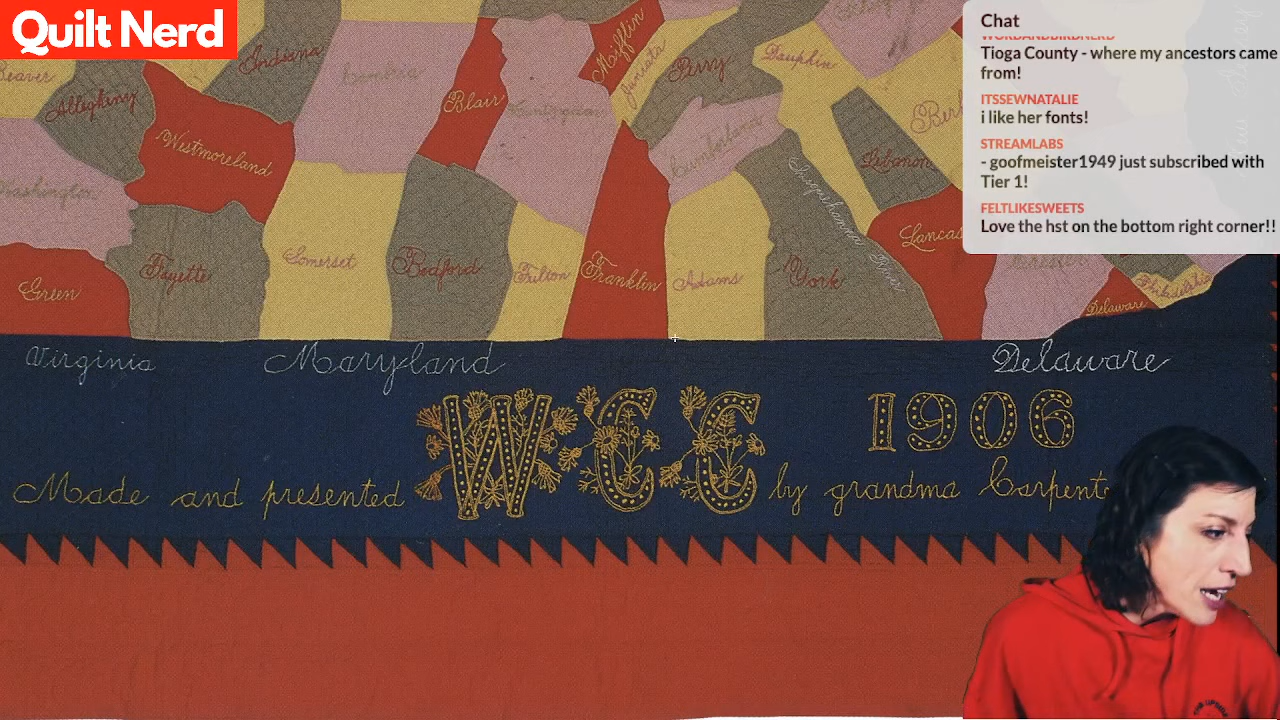 Quilt Nerd
Chat
WORDANDBIRDNERD
Tioga County - where my ancestors came
from!
ITSSEWNATALIE
i like her fonts!
STREAMLABS
- goofmeister1949 just subscribed with
Tier 1!
FELTLIKESWEETS
Love the hst on the bottom right corner!!
Beaver
Allegheny
Indiana
Cambria
Blair
Huntingdon
Mifflin
Juniata
Perry
Dauphin
Berk
Westmoreland
Washington
Cumberland
Lebanon
Susquehanna River
Lancas
Green
Fayette
Somerset
Bedford
Fulton
Franklin
Adams
York
Delaware
Philadelphia
Virginia
Maryland
Delaware
W C C
1906
Made and presented
by grandma Carpent